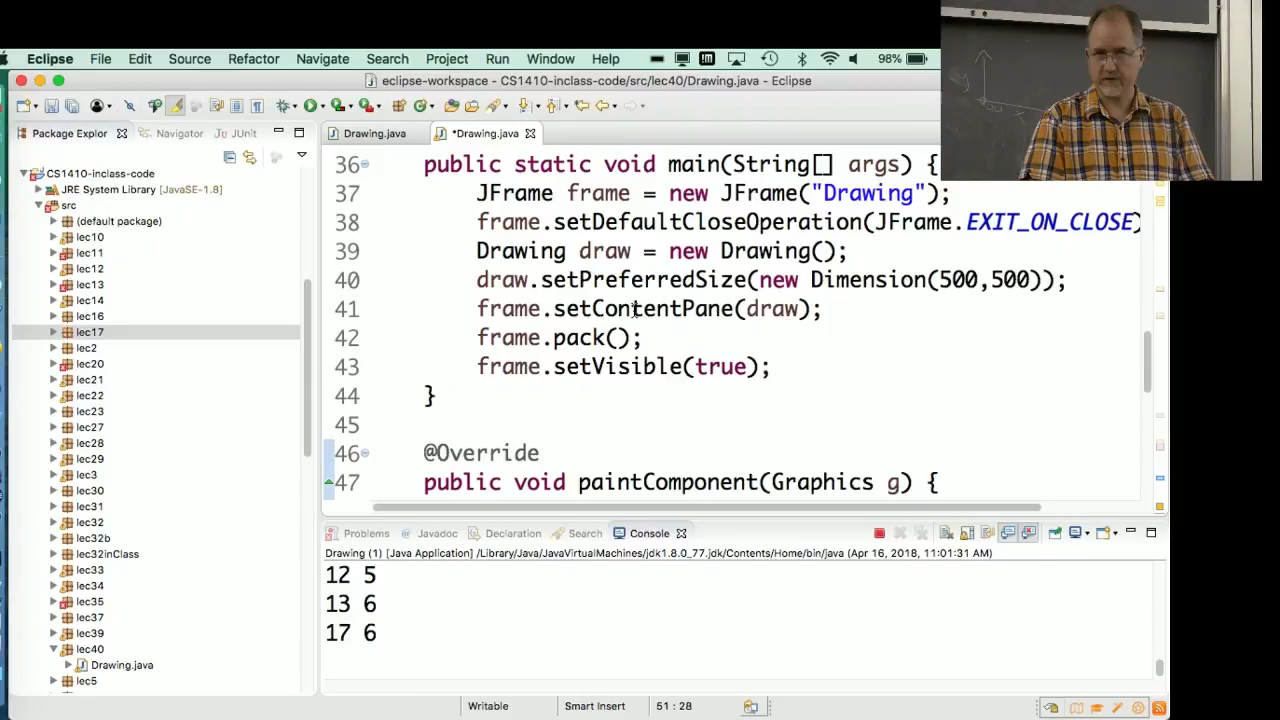 Eclipse File Edit Source Refactor Navigate Search Project Run Window Help 98%
eclipse-workspace - CS1410-inclass-code/src/lec40/Drawing.java - Eclipse
Package Explor Navigator JUnit
Drawing.java *Drawing.java
CS1410-inclass-code
JRE System Library [JavaSE-1.8]
src
(default package)
lec10
lec11
lec12
lec13
lec14
lec16
lec17
lec2
lec20
lec21
lec22
lec23
lec27
lec28
lec29
lec3
lec30
lec31
lec32
lec32b
lec32inClass
lec33
lec34
lec35
lec37
lec39
lec40
Drawing.java
lec5
36 public static void main(String[] args) {
37 JFrame frame = new JFrame("Drawing");
38 frame.setDefaultCloseOperation(JFrame.EXIT_ON_CLOSE)
39 Drawing draw = new Drawing();
40 draw.setPreferredSize(new Dimension(500,500));
41 frame.setContentPane(draw);
42 frame.pack();
43 frame.setVisible(true);
44 }
45
46 @Override
47 public void paintComponent(Graphics g) {
Problems Javadoc Declaration Search Console
Drawing (1) [Java Application] /Library/Java/JavaVirtualMachines/jdk1.8.0_77.jdk/Contents/Home/bin/java (Apr 16, 2018, 11:01:31 AM)
12 5
13 6
17 6
Writable Smart Insert 51 : 28